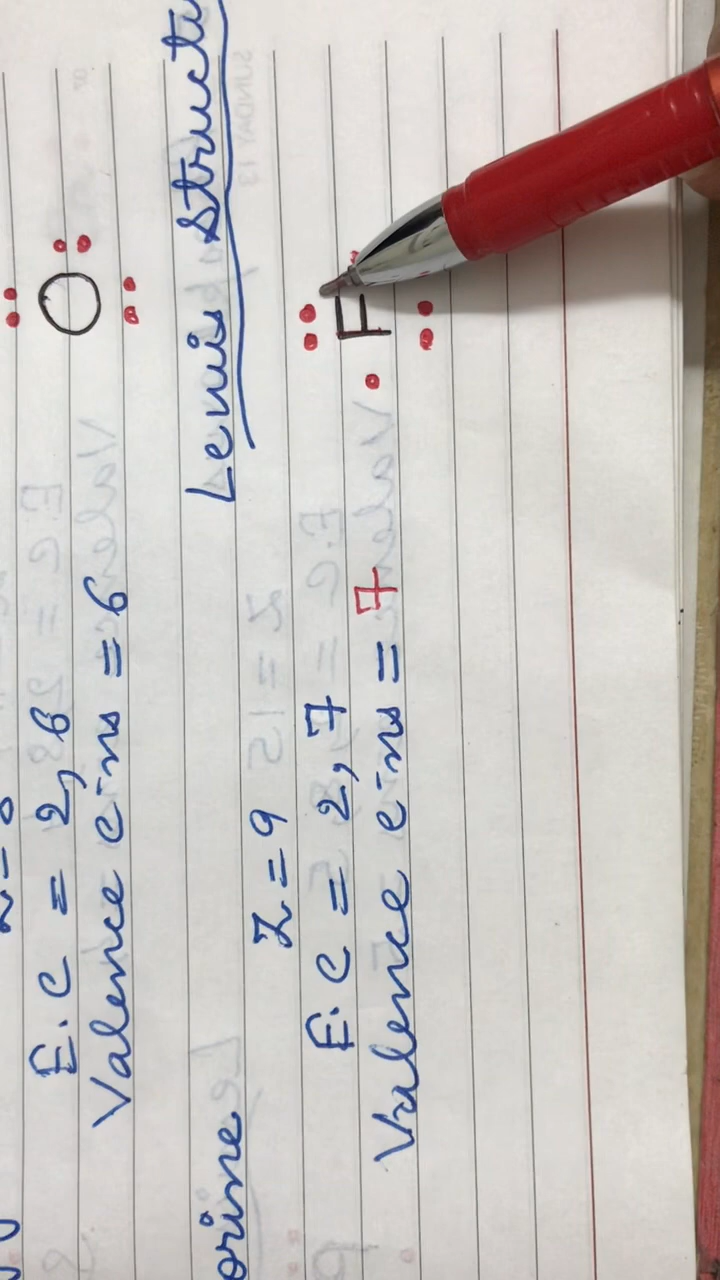 O
E.C = 2, 6
Valence e-ns = 6
orine
Lewis Structu
Z = 9
E.C = 2, 7
F
Valence e-ns = 7